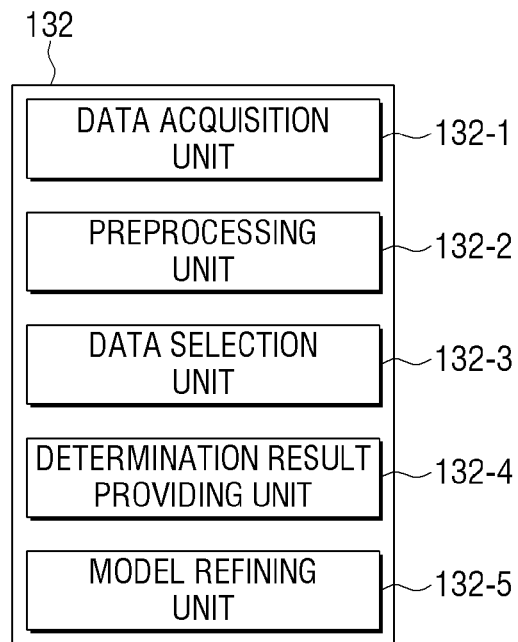 132
DATA ACQUISITION
UNIT
132-1
PREPROCESSING
UNIT
132-2
DATA SELECTION
UNIT
132-3
DETERMINATION RESULT
PROVIDING UNIT
132-4
MODEL REFINING
UNIT
132-5